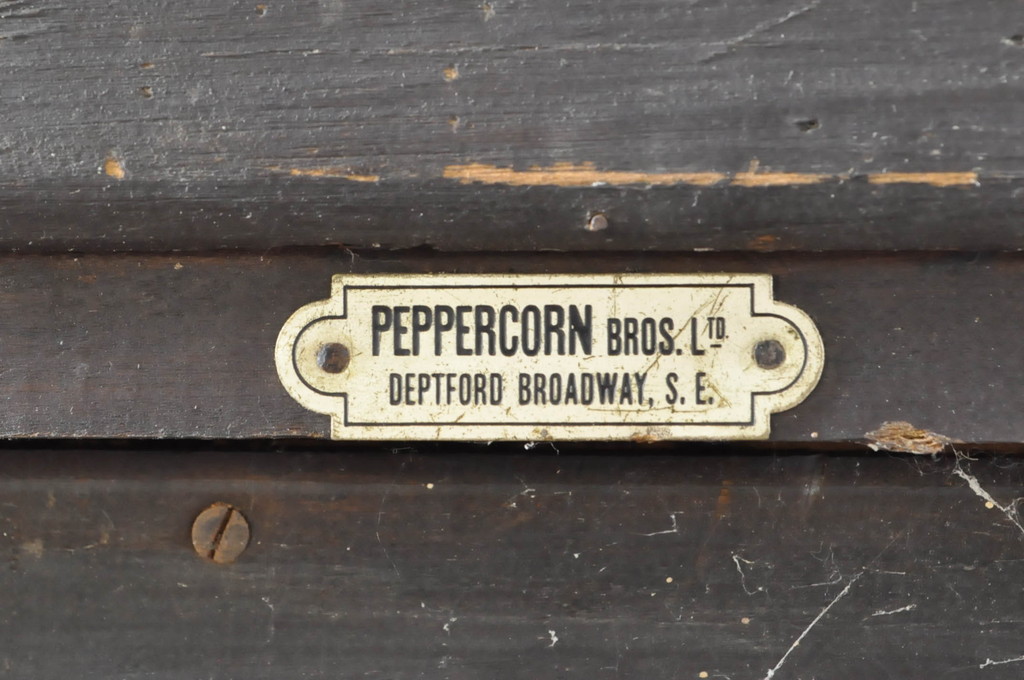 PEPPERCORN BROS. LTD.
DEPTFORD BROADWAY, S. E.